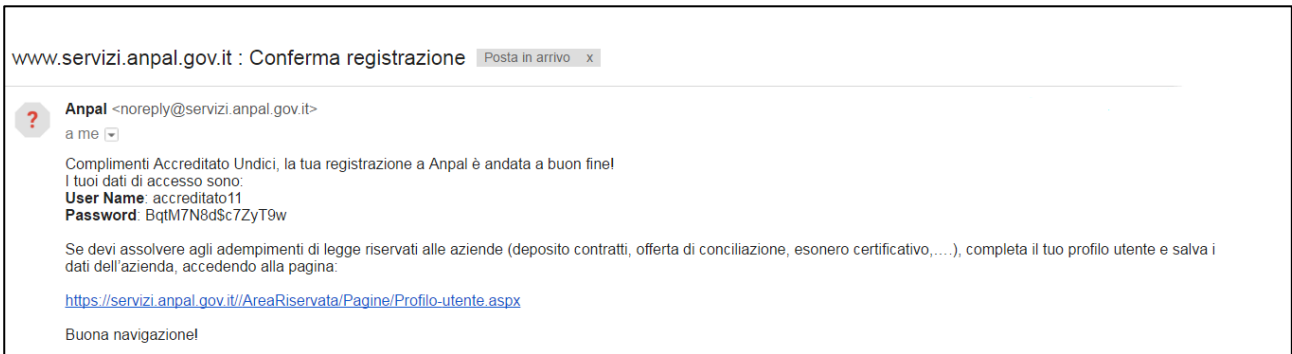 www.servizi.anpal.gov.it : Conferma registrazione Posta in arrivo x
?
Anpal <noreply@servizi.anpal.gov.it>
a me
Complimenti Accreditato Undici, la tua registrazione a Anpal è andata a buon fine!
I tuoi dati di accesso sono:
User Name: accreditato11
Password: BqtM7N8d$c7ZyT9w
Se devi assolvere agli adempimenti di legge riservati alle aziende (deposito contratti, offerta di conciliazione, esonero certificativo,....), completa il tuo profilo utente e salva i
dati dell'azienda, accedendo alla pagina:
https://servizi.anpal.gov.it//AreaRiservata/Pagine/Profilo-utente.aspx
Buona navigazione!